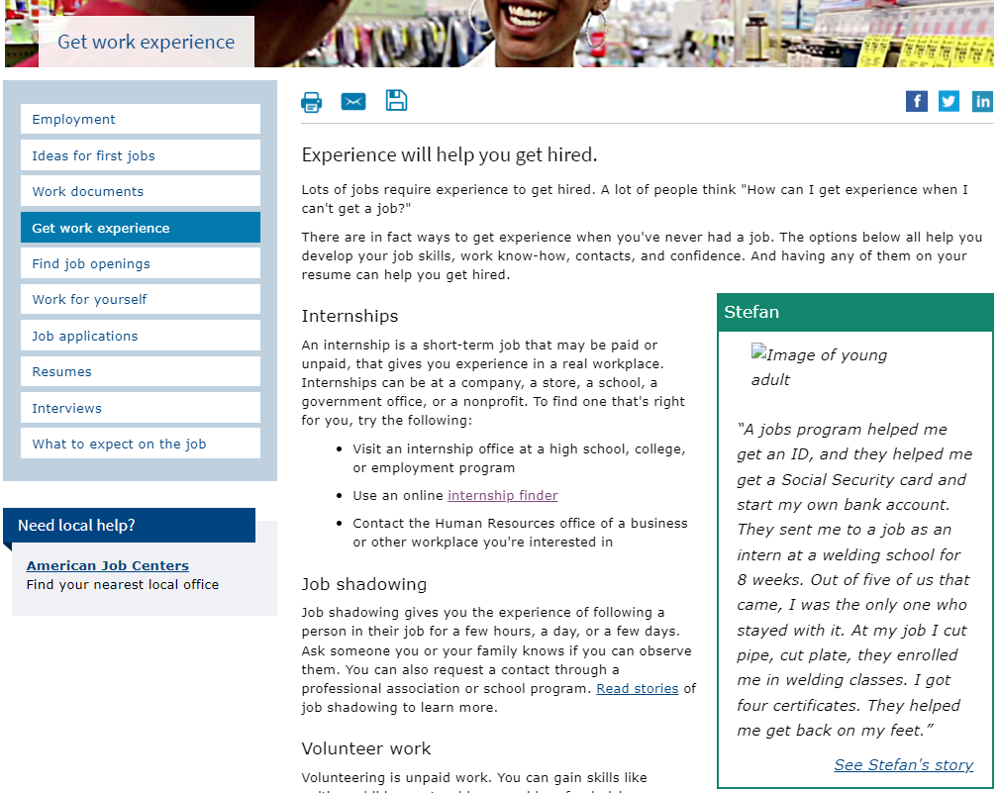 Get work experience
Employment
Ideas for first jobs
Work documents
Get work experience
Find job openings
Work for yourself
Job applications
Resumes
Interviews
What to expect on the job
Need local help?
American Job Centers
Find your nearest local office
f
in
Experience will help you get hired.
Lots of jobs require experience to get hired. A lot of people think "How can I get experience when I
can't get a job?"
There are in fact ways to get experience when you've never had a job. The options below all help you
develop your job skills, work know-how, contacts, and confidence. And having any of them on your
resume can help you get hired.
Internships
An internship is a short-term job that may be paid or
unpaid, that gives you experience in a real workplace.
Internships can be at a company, a store, a school, a
government office, or a nonprofit. To find one that's right
for you, try the following:
• Visit an internship office at a high school, college,
or employment program
• Use an online internship finder
• Contact the Human Resources office of a business
or other workplace you're interested in
Job shadowing
Job shadowing gives you the experience of following a
person in their job for a few hours, a day, or a few days.
Ask someone you or your family knows if you can observe
them. You can also request a contact through a
professional association or school program. Read stories of
job shadowing to learn more.
Volunteer work
Volunteering is unpaid work. You can gain skills like
Stefan
Image of young
adult
“A jobs program helped me
get an ID, and they helped me
get a Social Security card and
start my own bank account.
They sent me to a job as an
intern at a welding school for
8 weeks. Out of five of us that
came, I was the only one who
stayed with it. At my job I cut
pipe, cut plate, they enrolled
me in welding classes. I got
four certificates. They helped
me get back on my feet.”
See Stefan's story